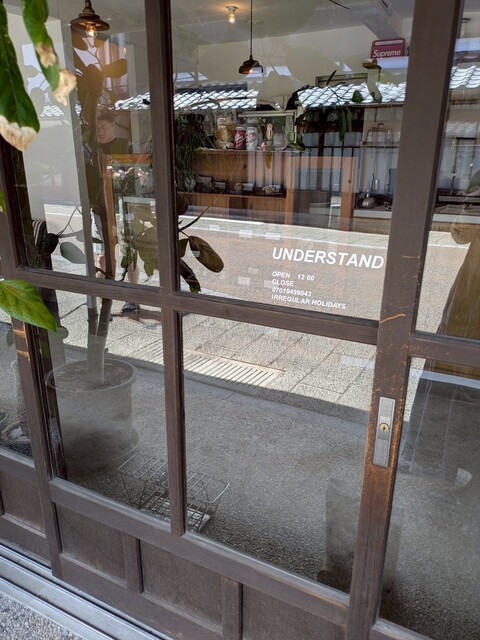 Supreme
UNDERSTAND
OPEN 12 00
CLOSE
07019499043
IRREGULAR HOLIDAYS